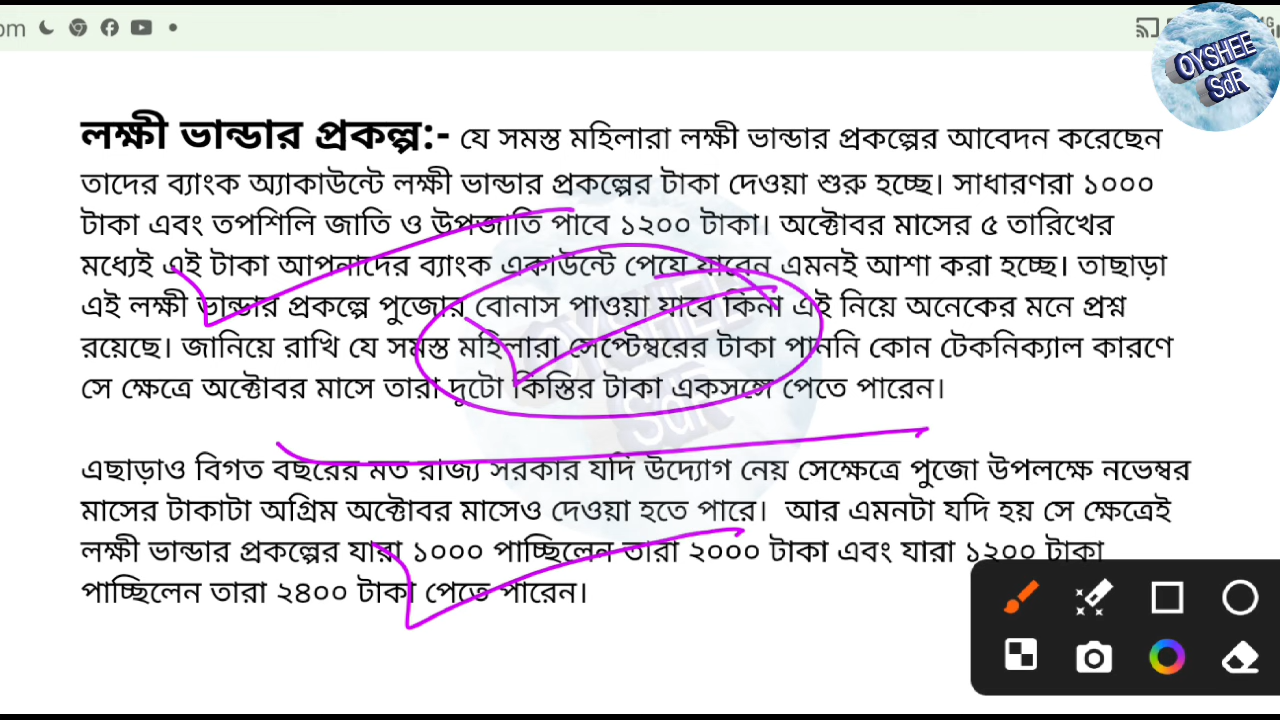 om
4G
OYSHEE
SdR
লক্ষী ভান্ডার প্রকল্প:- যে সমস্ত মহিলারা লক্ষী ভান্ডার প্রকল্পের আবেদন করেছেন
তাদের ব্যাংক অ্যাকাউন্টে লক্ষী ভান্ডার প্রকল্পের টাকা দেওয়া শুরু হচ্ছে। সাধারণরা ১০০০
টাকা এবং তপশিলি জাতি ও উপজাতি পাবে ১২০০ টাকা। অক্টোবর মাসের ৫ তারিখের
মধ্যেই এই টাকা আপনাদের ব্যাংক একাউন্টে পেয়ে যাবেন এমনই আশা করা হচ্ছে। তাছাড়া
এই লক্ষী ভান্ডার প্রকল্পে পুজোর বোনাস পাওয়া যাবে কিনা এই নিয়ে অনেকের মনে প্রশ্ন
রয়েছে। জানিয়ে রাখি যে সমস্ত মহিলারা সেপ্টেম্বরের টাকা পাননি কোন টেকনিক্যাল কারণে
সে ক্ষেত্রে অক্টোবর মাসে তারা দুটো কিস্তির টাকা একসঙ্গে পেতে পারেন।
এছাড়াও বিগত বছরের মত রাজ্য সরকার যদি উদ্যোগ নেয় সেক্ষেত্রে পুজো উপলক্ষে নভেম্বর
মাসের টাকাটা অগ্রিম অক্টোবর মাসেও দেওয়া হতে পারে। আর এমনটা যদি হয় সে ক্ষেত্রেই
লক্ষী ভান্ডার প্রকল্পের যারা ১০০০ পাচ্ছিলেন তারা ২০০০ টাকা এবং যারা ১২০০ টাকা
পাচ্ছিলেন তারা ২৪০০ টাকা পেতে পারেন।